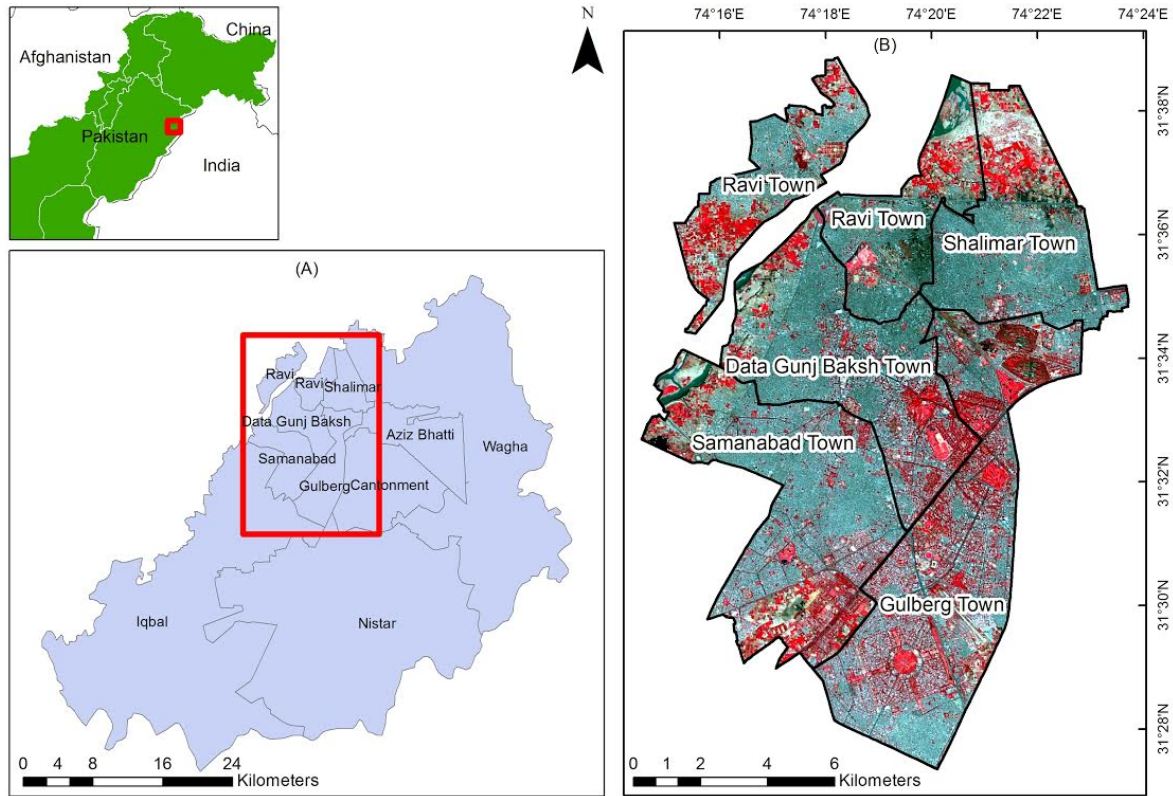 China
Afghanistan
Pakistan
India
N
(A)
Ravi
Ravi
Shalimar
Data Gunj Baksh
Aziz Bhatti
Wagha
Samanabad
Gulberg
Cantonment
Iqbal
Nistar
0 4 8 16 24
Kilometers
74°16'E 74°18'E 74°20'E 74°22'E 74°24'E
(B)
31°38'N
31°36'N
31°34'N
31°32'N
31°30'N
31°28'N
Ravi Town
Ravi Town
Shalimar Town
Data Gunj Baksh Town
Samanabad Town
Gulberg Town
0 1 2 4 6
Kilometers